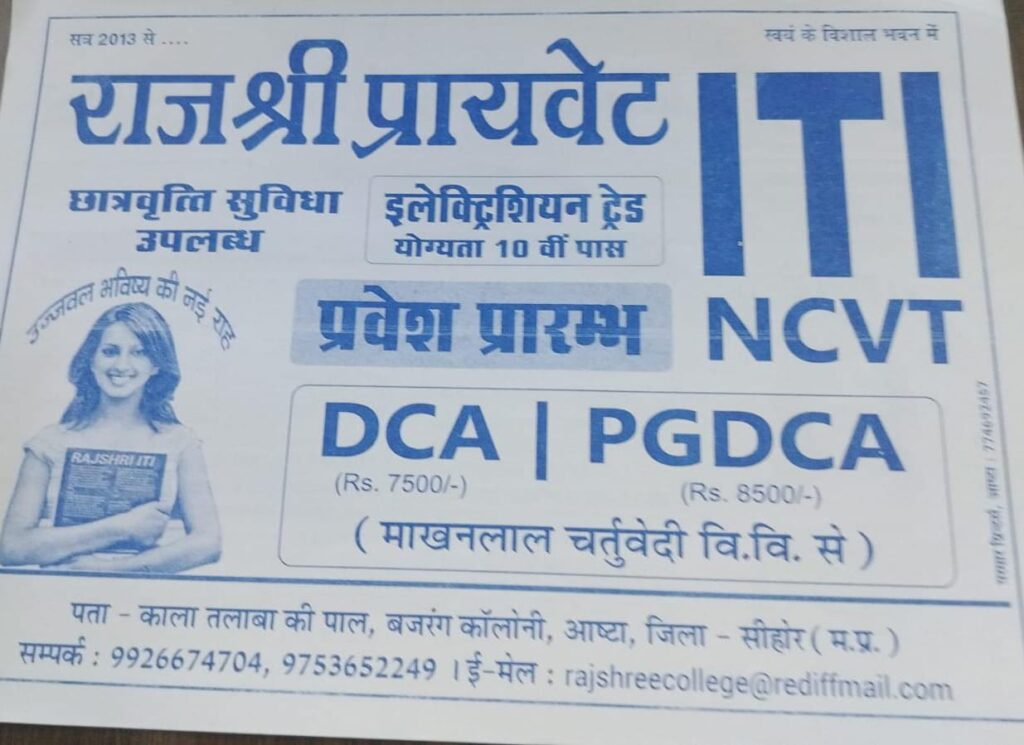 सत्र 2013 से ....
स्वयं के विशाल भवन में
राजश्री प्रायवेट ITI
NCVT
छात्रवृत्ति सुविधा
उपलब्ध
इलेक्ट्रिशियन ट्रेड
योग्यता 10 वीं पास
प्रवेश प्रारम्भ
उज्जवल भविष्य की नई राह
RAJSHRI ITI
DCA | PGDCA
(Rs. 7500/-) (Rs. 8500/-)
( माखनलाल चर्तुवेदी वि.वि. से )
पता - काला तलाबा की पाल, बजरंग कॉलोनी, आष्टा, जिला - सीहोर ( म.प्र. )
सम्पर्क : 9926674704, 9753652249 । ई-मेल : rajshreecollege@rediffmail.com